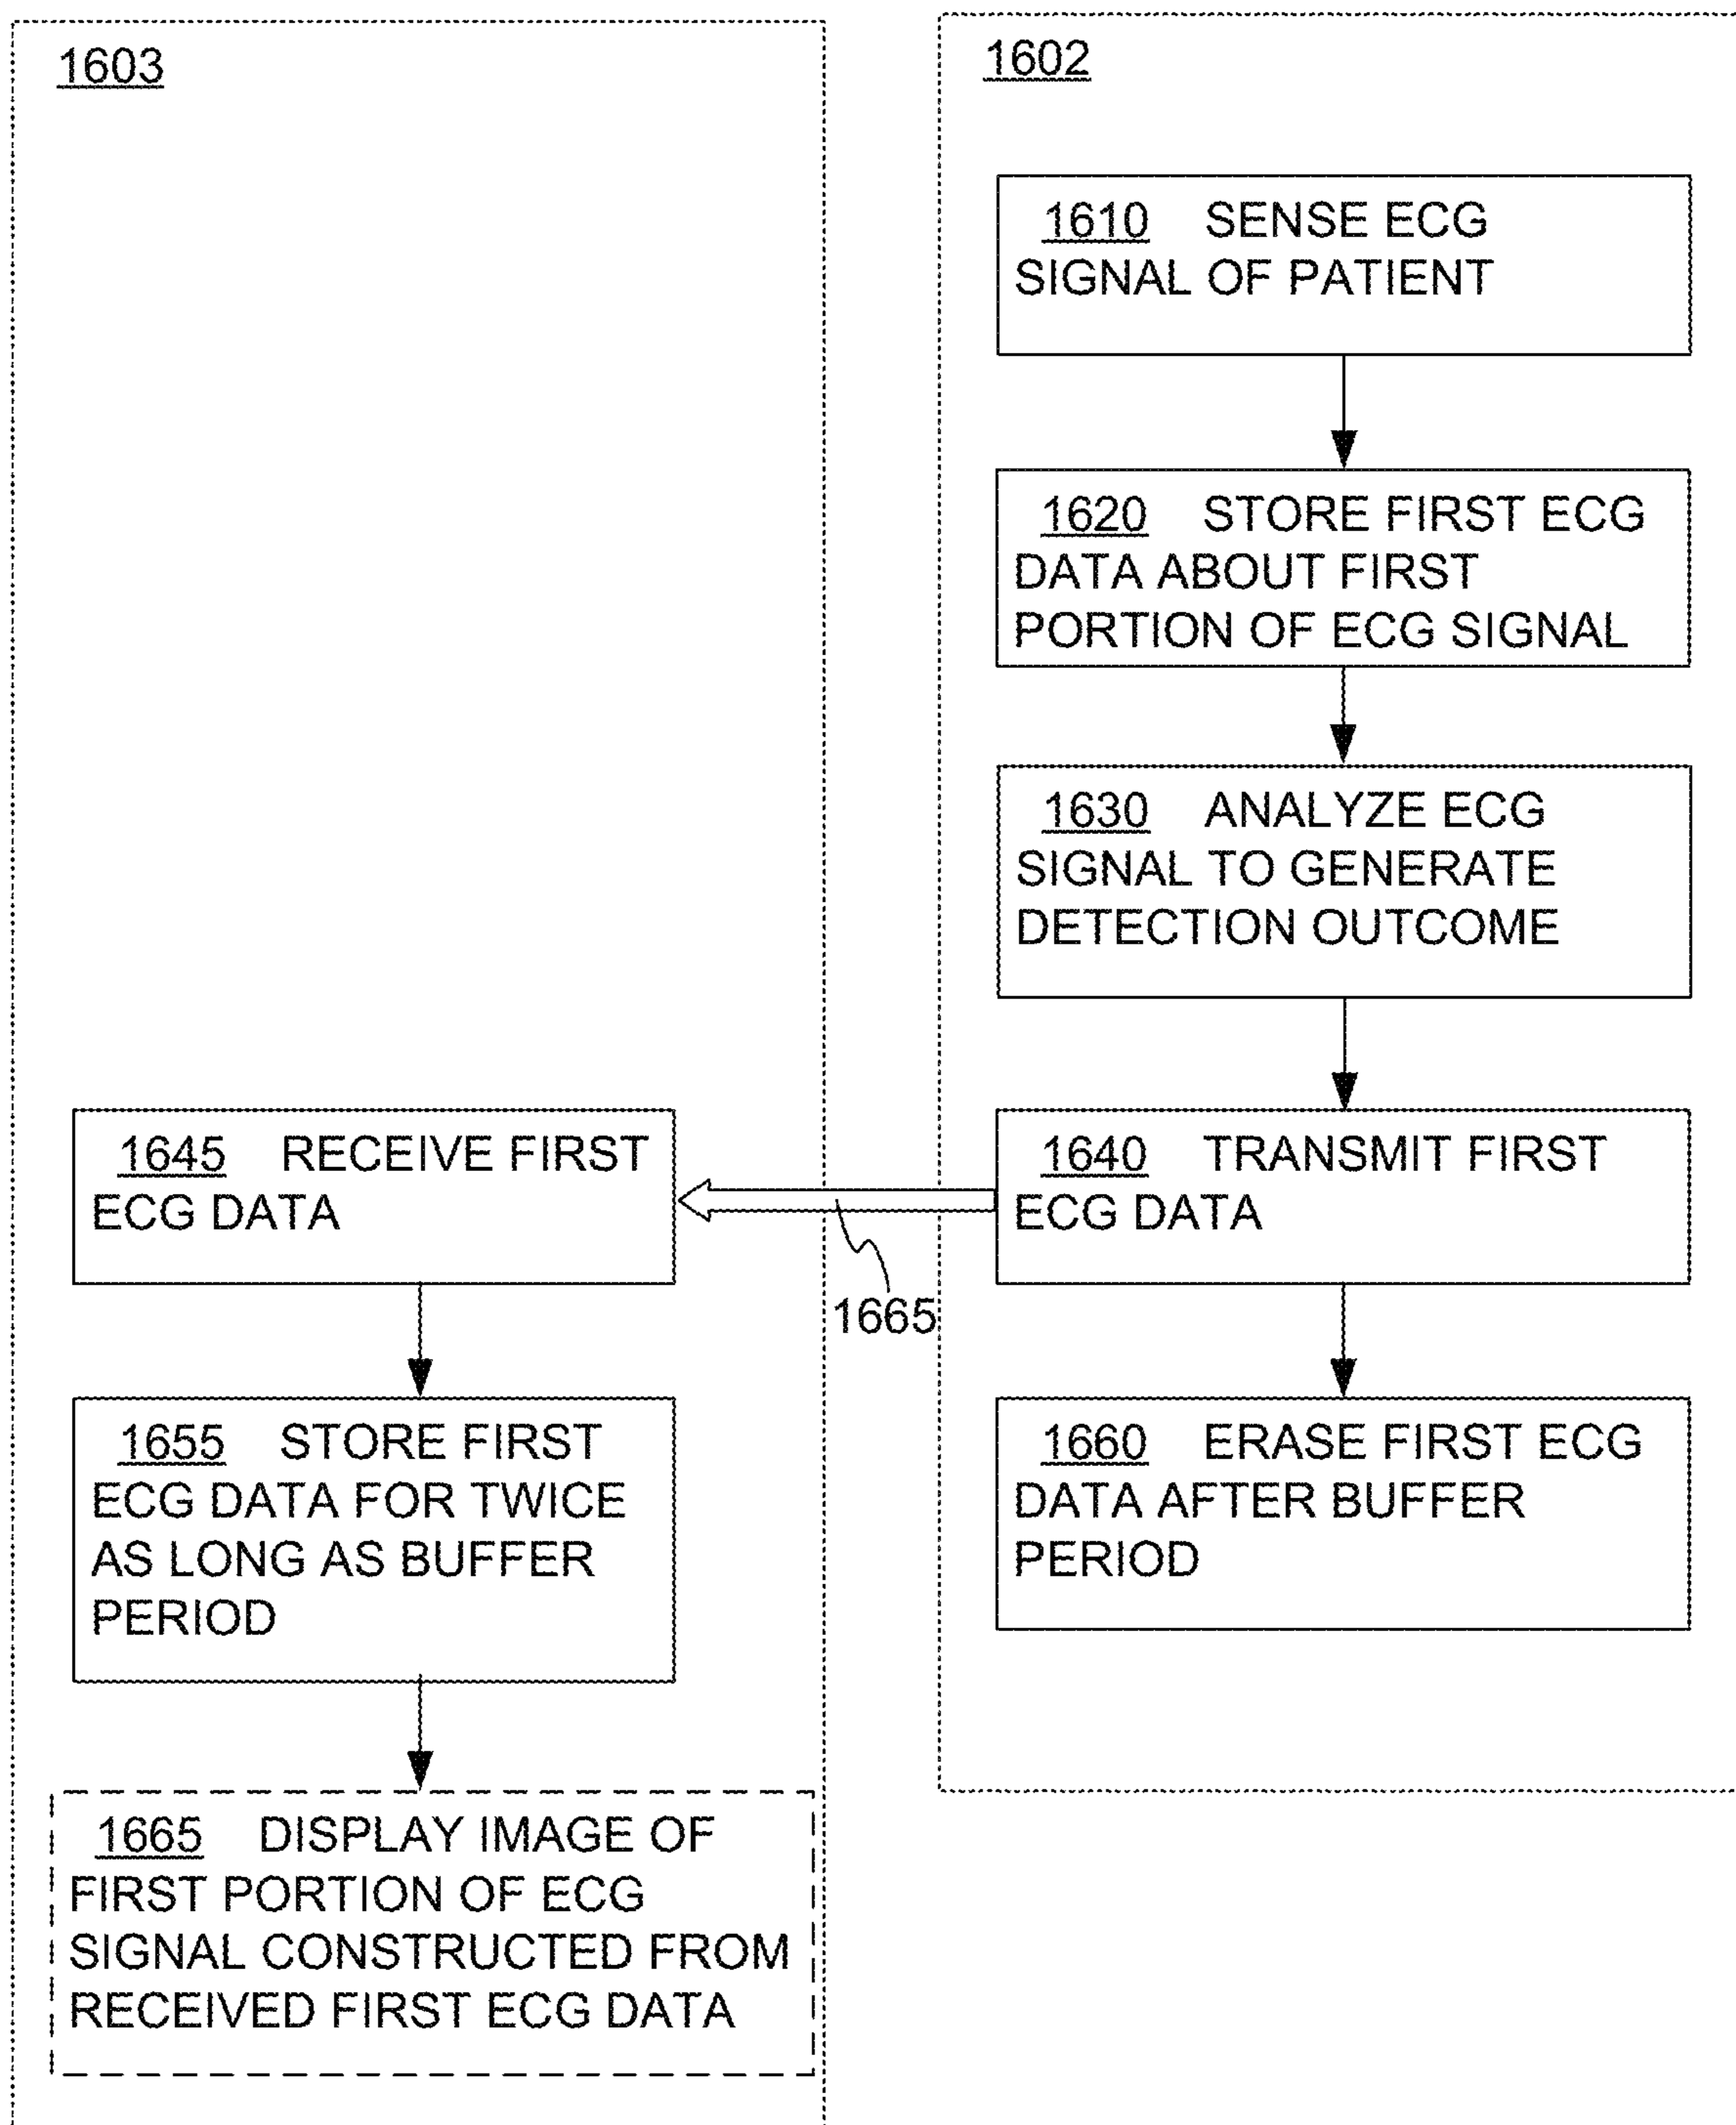 1603
1602
1610 SENSE ECG
SIGNAL OF PATIENT
1620 STORE FIRST ECG
DATA ABOUT FIRST
PORTION OF ECG SIGNAL
1630 ANALYZE ECG
SIGNAL TO GENERATE
DETECTION OUTCOME
1645 RECEIVE FIRST
ECG DATA
1640 TRANSMIT FIRST
ECG DATA
1665
1655 STORE FIRST
ECG DATA FOR TWICE
AS LONG AS BUFFER
PERIOD
1660 ERASE FIRST ECG
DATA AFTER BUFFER
PERIOD
1665 DISPLAY IMAGE OF
FIRST PORTION OF ECG
SIGNAL CONSTRUCTED FROM
RECEIVED FIRST ECG DATA